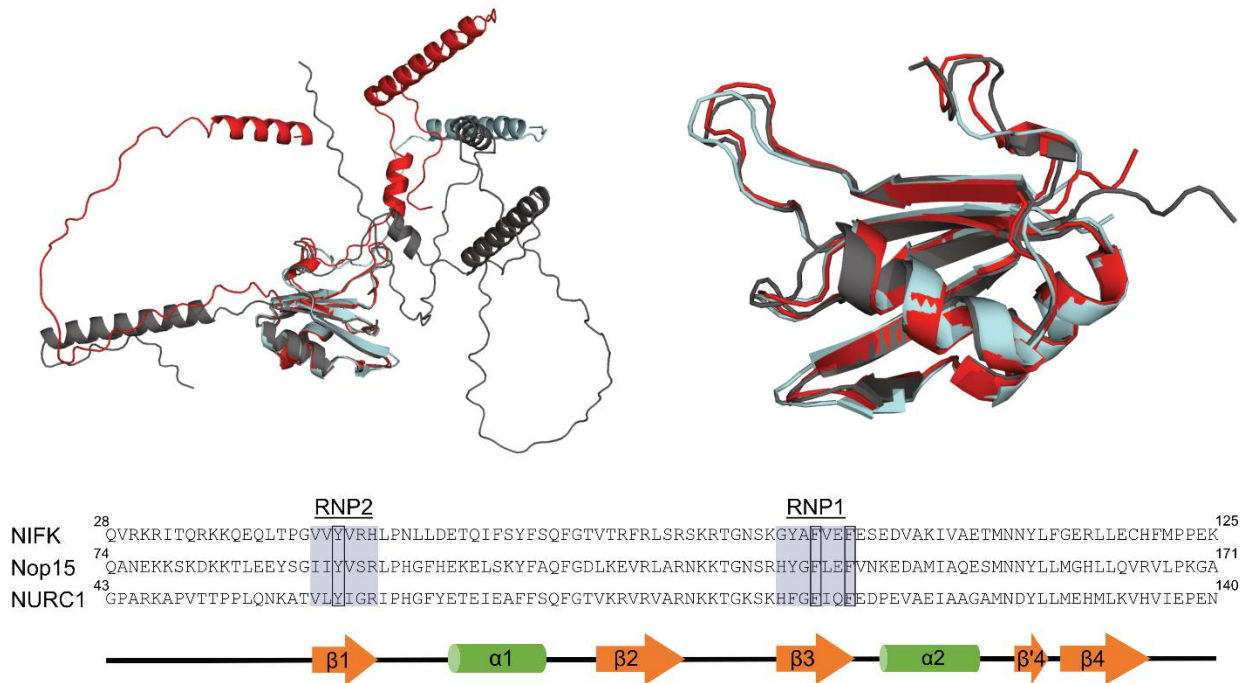 RNP2 RNP1
NIFK 28 QVRKRITQRKKQEQLTPGVVYVRHLPNLLDETQIFSYFSQFGTVTRFRLSRSKRTGNSKGYAFVEFESEDVAKIVAETMNNYLFGERLLECHFMPPEK 125
Nop15 74 QANEKKSKDKKTLEEYSGIIYVSRLPHGFHEKELSKYFAQFGDLKEVRLARNKKTGNSRHYGFLEFVNKEDAMIAQESMNNYLLMGHLLQVRVLPKGA 171
NURC1 43 GPARKAPVTTPPLQNKATVLYIGRIPHGFYETEIEAFFSQFGTVKRVRVARNKKTGKSKHFGFIQFEDPEVAEIAAGAMNDYLLMEHMLKVHVIEPEN 140
β1 α1 β2 β3 α2 β'4 β4